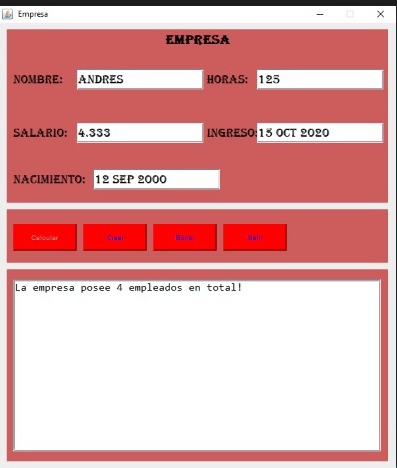 Empresa
EMPRESA
NOMBRE: ANDRES HORAS: 125
SALARIO: 4.333 INGRESO: 15 OCT 2020
NACIMIENTO: 12 SEP 2000
Calcular Crear Borrar Salir
La empresa posee 4 empleados en total!